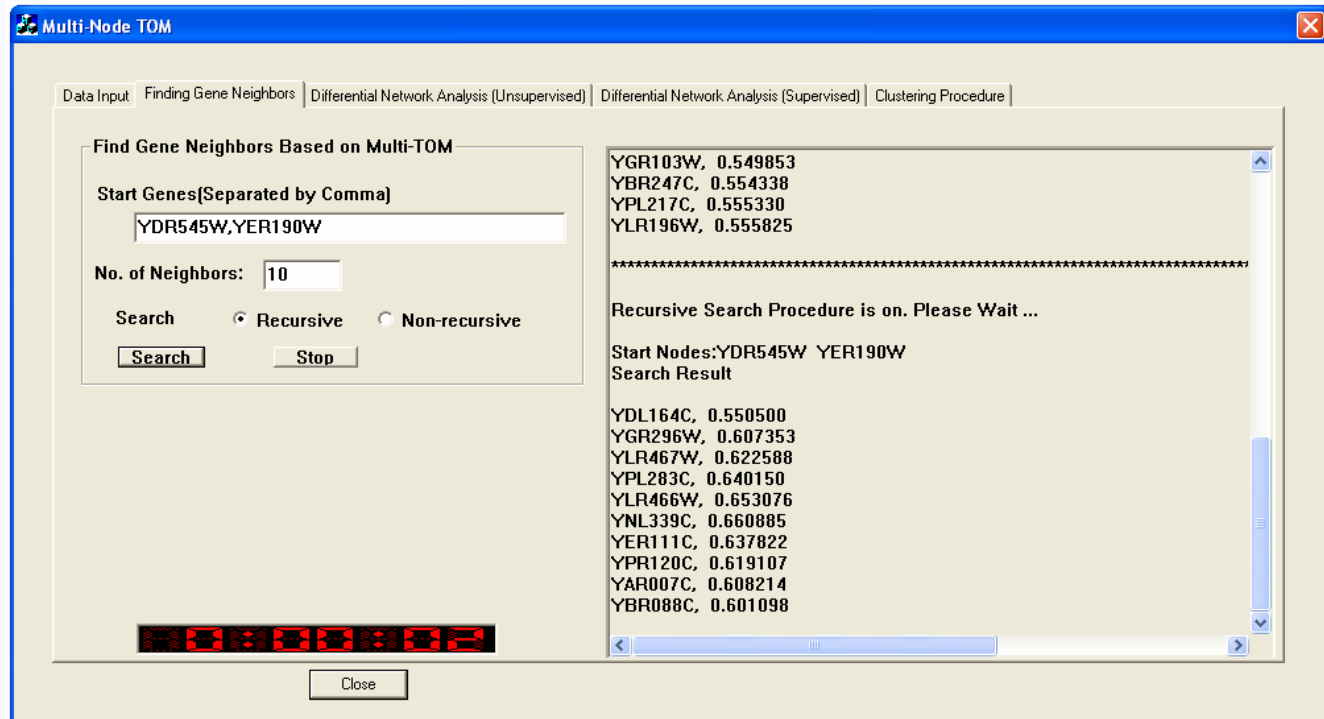 Multi-Node TOM
Data Input Finding Gene Neighbors Differential Network Analysis (Unsupervised) Differential Network Analysis (Supervised) Clustering Procedure
Find Gene Neighbors Based on Multi-TOM
Start Genes(Separated by Comma)
YDR545W,YER190W
No. of Neighbors: 10
Search Recursive Non-recursive
Search Stop
YGR103W, 0.549853
YBR247C, 0.554338
YPL217C, 0.555330
YLR196W, 0.555825
********************************************************************************
Recursive Search Procedure is on. Please Wait ...
Start Nodes:YDR545W YER190W
Search Result
YDL164C, 0.550500
YGR296W, 0.607353
YLR467W, 0.622588
YPL283C, 0.640150
YLR466W, 0.653076
YNL339C, 0.660885
YER111C, 0.637822
YPR120C, 0.619107
YAR007C, 0.608214
YBR088C, 0.601098
0:00:02
Close